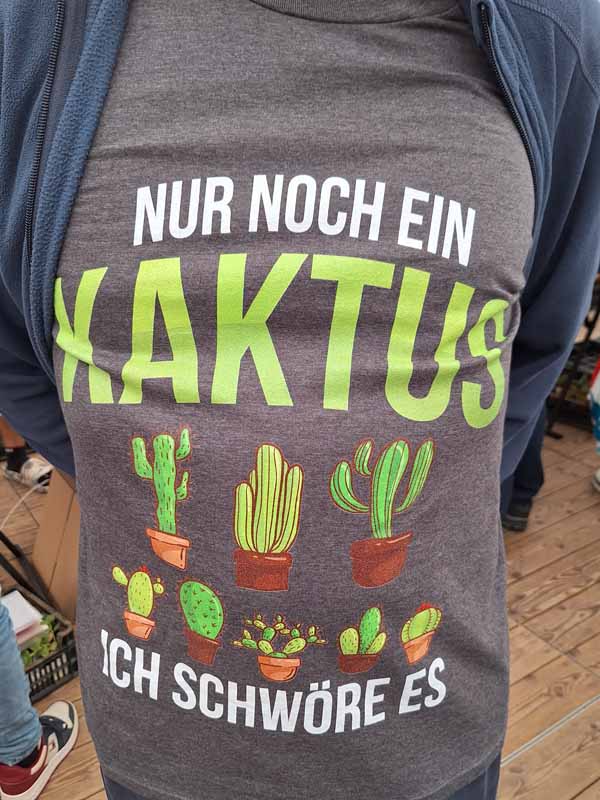 NUR NOCH EIN
KAKTUS
ICH SCHWÖRE ES